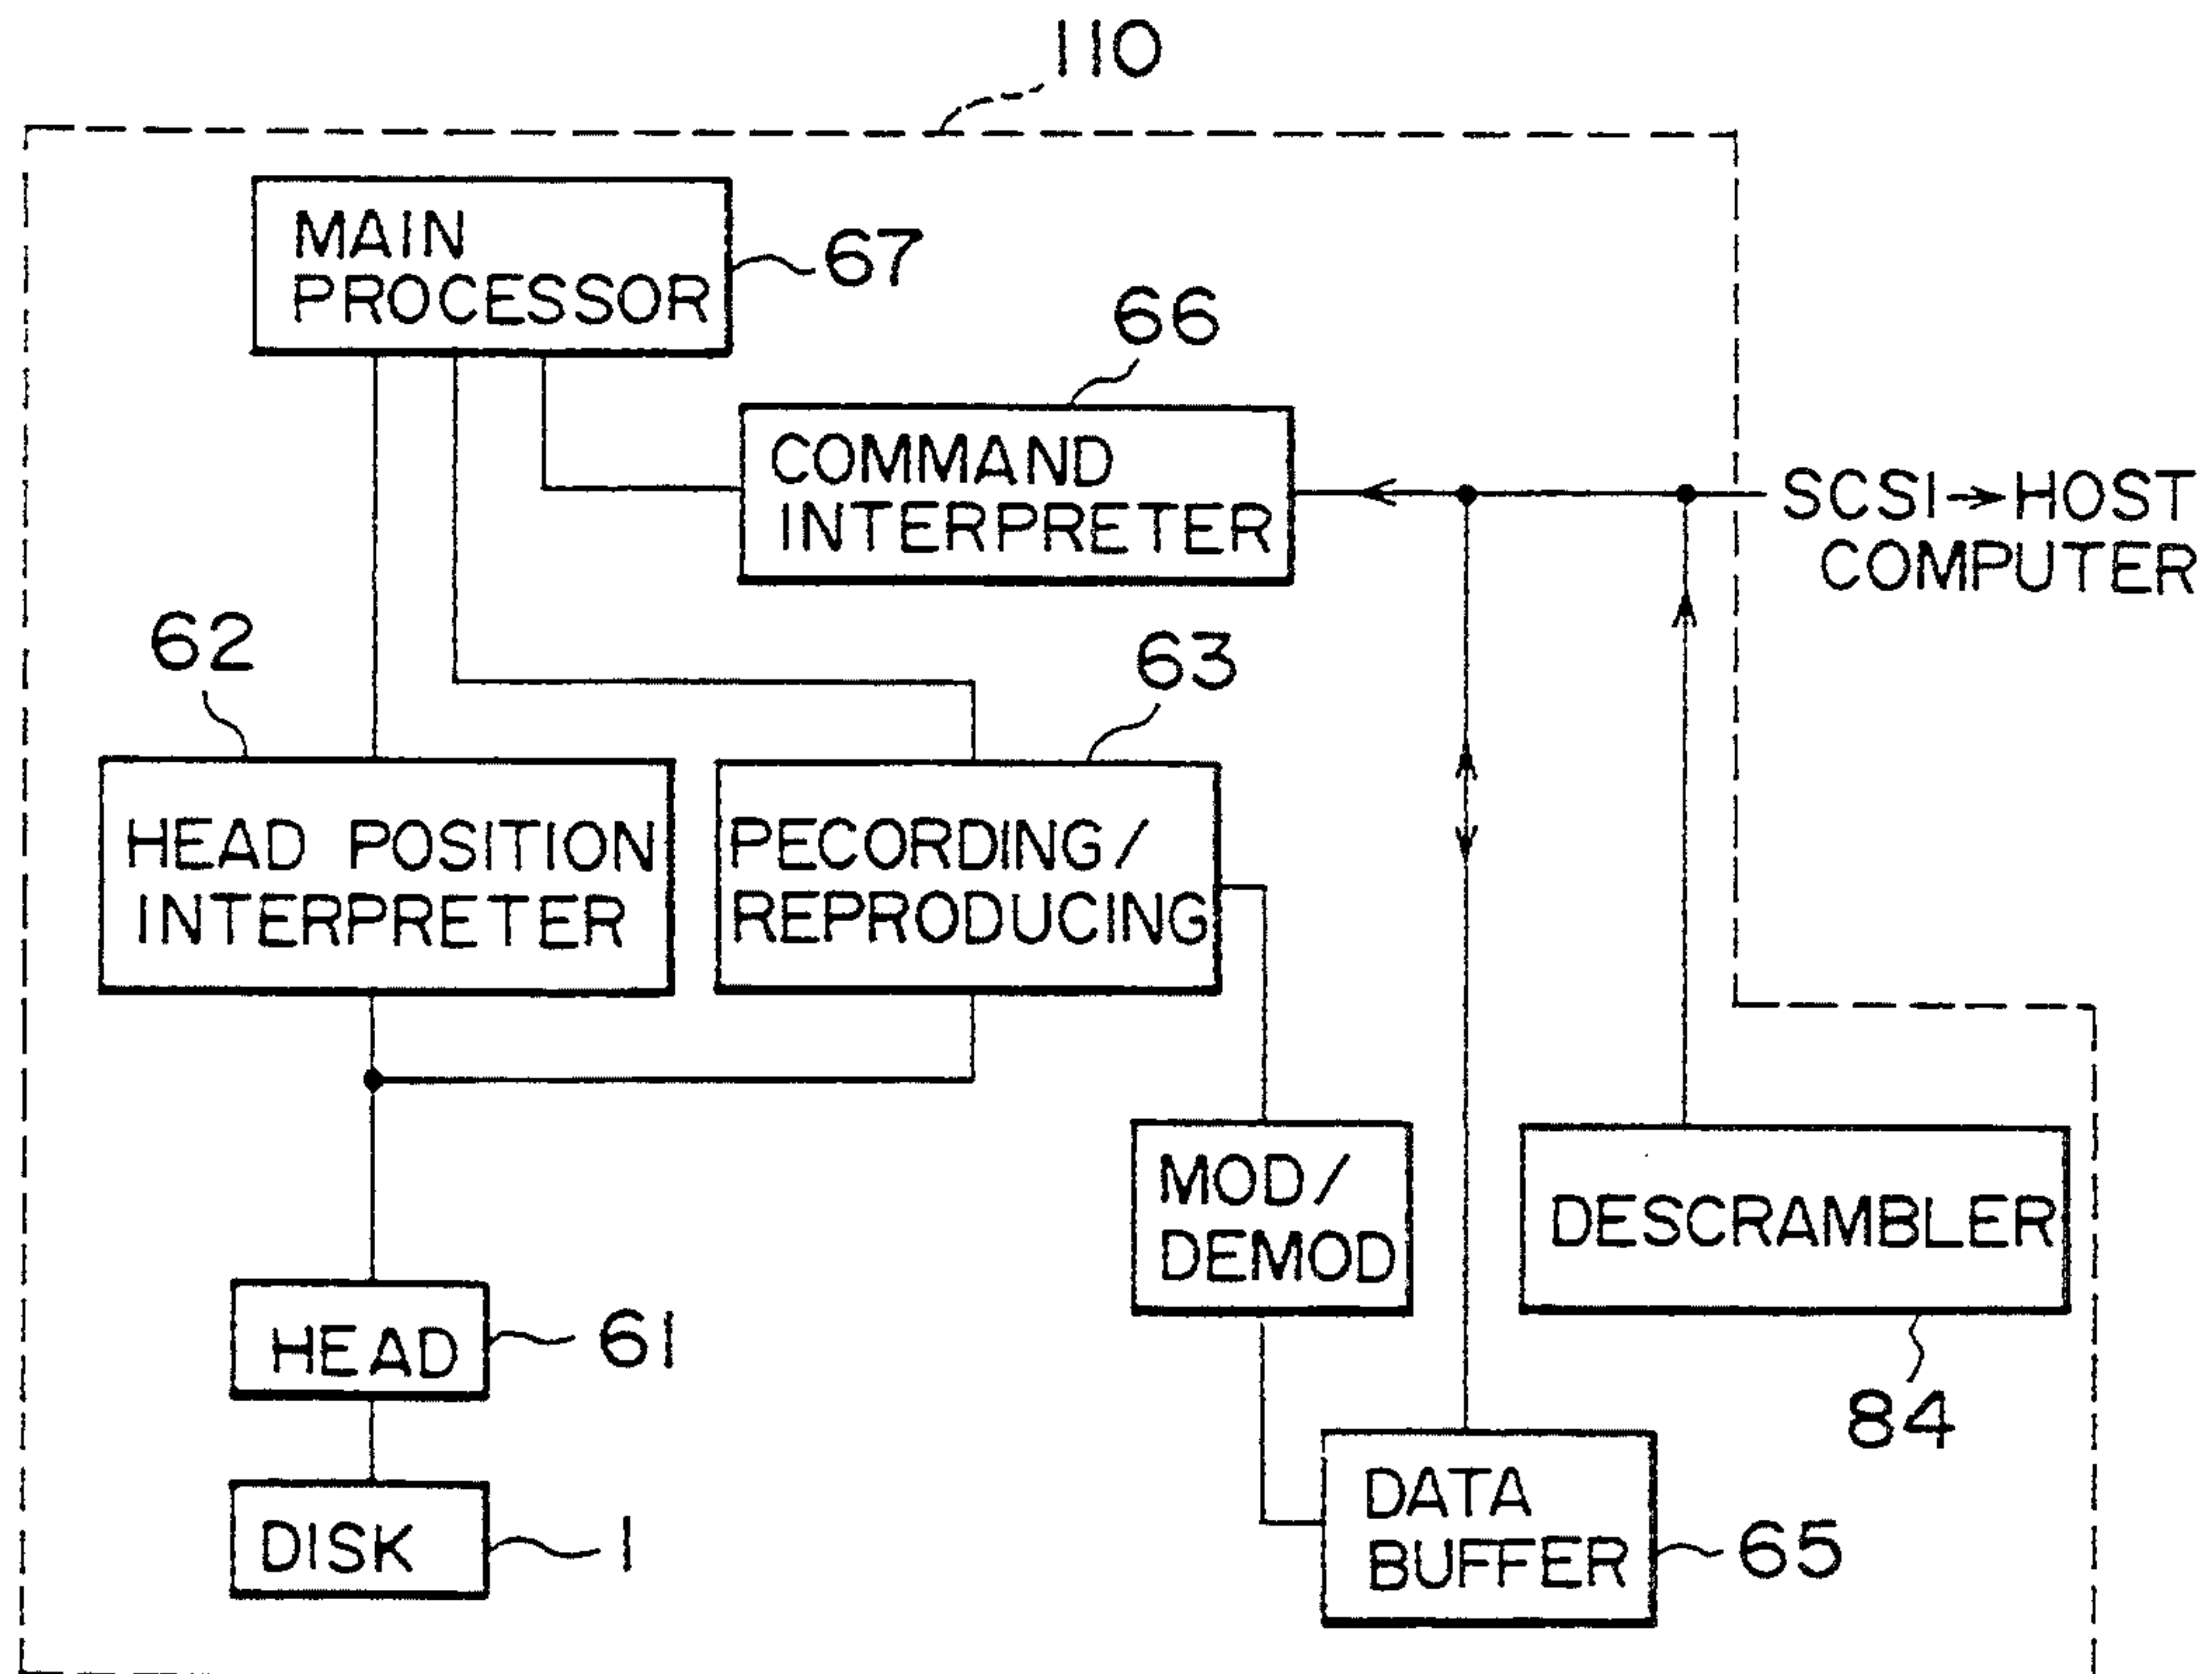 110
MAIN
PROCESSOR
67
66
COMMAND
INTERPRETER
SCSI→HOST
COMPUTER
62
63
HEAD POSITION
INTERPRETER
PECORDING/
REPRODUCING
MOD/
DEMOD
DESCRAMBLER
HEAD
61
84
DISK
1
DATA
BUFFER
65